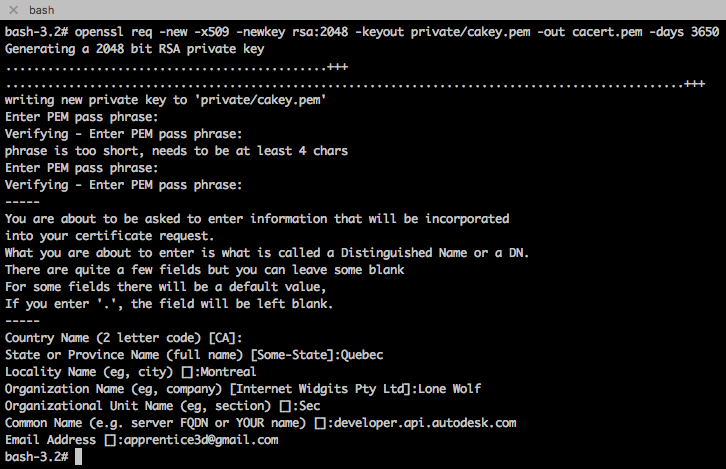 bash
bash-3.2# openssl req -new -x509 -newkey rsa:2048 -keyout private/cakey.pem -out cacert.pem -days 3650
Generating a 2048 bit RSA private key
..............................................+++
.................................................................................................+++
writing new private key to 'private/cakey.pem'
Enter PEM pass phrase:
Verifying - Enter PEM pass phrase:
phrase is too short, needs to be at least 4 chars
Enter PEM pass phrase:
Verifying - Enter PEM pass phrase:
-----
You are about to be asked to enter information that will be incorporated
into your certificate request.
What you are about to enter is what is called a Distinguished Name or a DN.
There are quite a few fields but you can leave some blank
For some fields there will be a default value,
If you enter '.', the field will be left blank.
-----
Country Name (2 letter code) [CA]:
State or Province Name (full name) [Some-State]:Quebec
Locality Name (eg, city) []:Montreal
Organization Name (eg, company) [Internet Widgits Pty Ltd]:Lone Wolf
Organizational Unit Name (eg, section) []:Sec
Common Name (e.g. server FQDN or YOUR name) []:developer.api.autodesk.com
Email Address []:apprentice3d@gmail.com
bash-3.2#